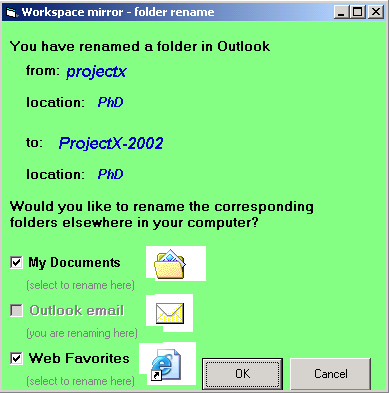 Workspace mirror - folder rename
You have renamed a folder in Outlook
from: projectx
location: PhD
to: ProjectX-2002
location: PhD
Would you like to rename the corresponding
folders elsewhere in your computer?
My Documents
(select to rename here)
Outlook email
(you are renaming here)
Web Favorites
(select to rename here)
OK Cancel